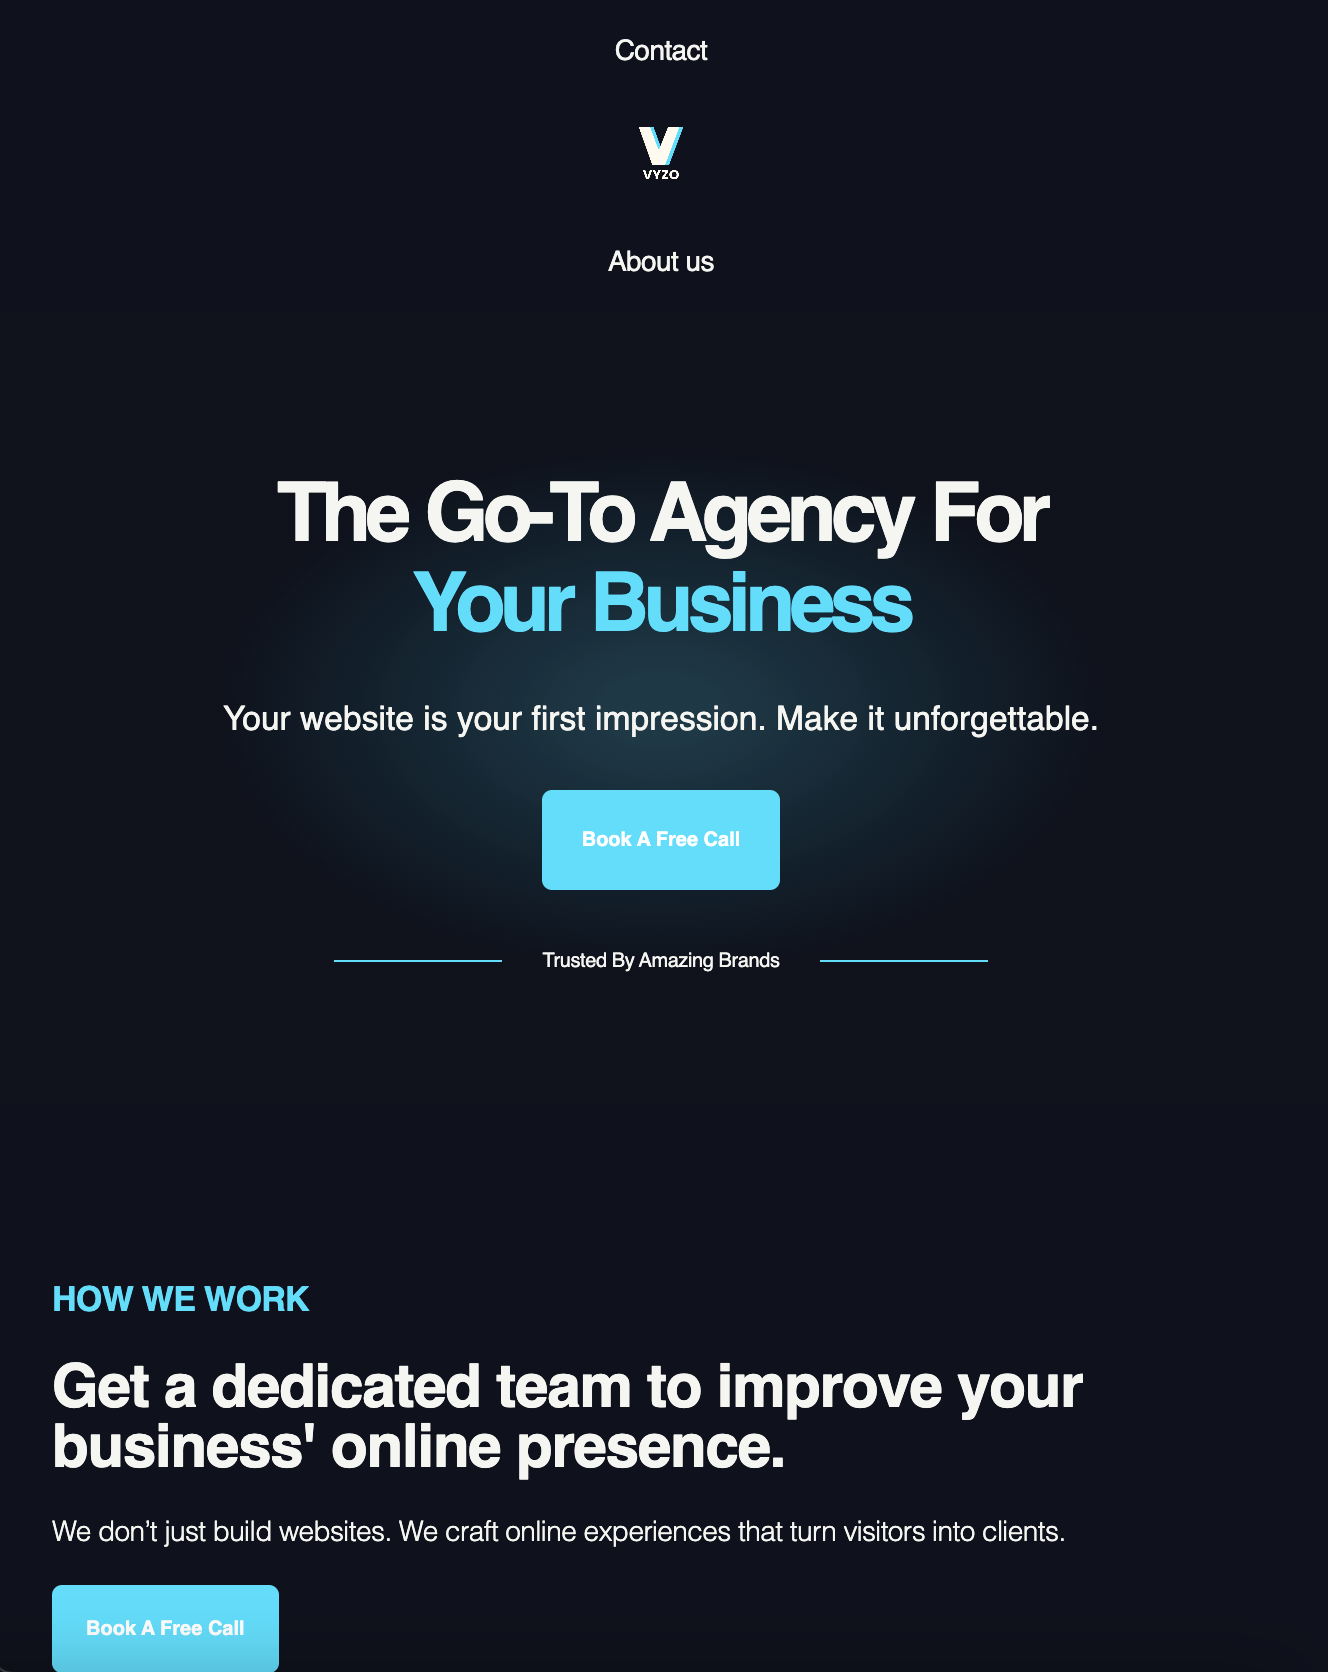 Contact
VYZO
About us
The Go-To Agency For
Your Business
Your website is your first impression. Make it unforgettable.
Book A Free Call
Trusted By Amazing Brands
HOW WE WORK
Get a dedicated team to improve your
business' online presence.
We don’t just build websites. We craft online experiences that turn visitors into clients.
Book A Free Call